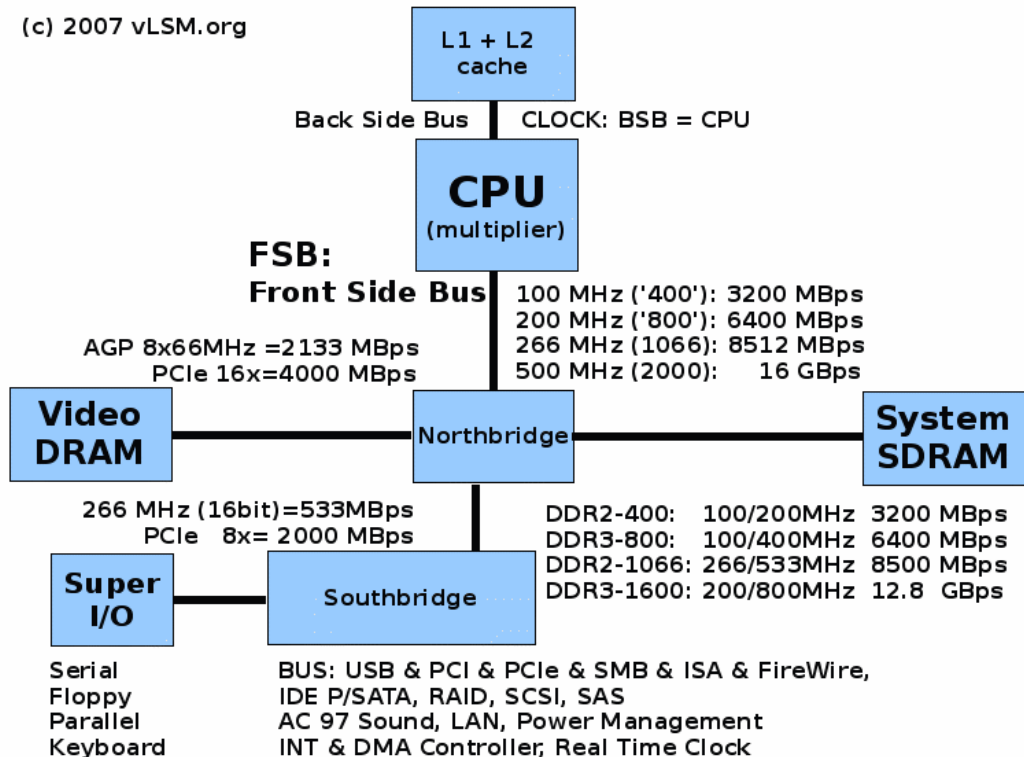 (c) 2007 vLSM.org
L1 + L2
cache
Back Side Bus
CLOCK: BSB = CPU
CPU
(multiplier)
FSB:
Front Side Bus
100 MHz ('400'): 3200 MBps
200 MHz ('800'): 6400 MBps
266 MHz (1066): 8512 MBps
500 MHz (2000): 16 GBps
AGP 8x66MHz =2133 MBps
PCIe 16x=4000 MBps
Video
DRAM
Northbridge
System
SDRAM
266 MHz (16bit)=533MBps
PCIe 8x= 2000 MBps
DDR2-400: 100/200MHz 3200 MBps
DDR3-800: 100/400MHz 6400 MBps
DDR2-1066: 266/533MHz 8500 MBps
DDR3-1600: 200/800MHz 12.8 GBps
Super
I/O
Southbridge
Serial
Floppy
Parallel
Keyboard
BUS: USB & PCI & PCIe & SMB & ISA & FireWire,
IDE P/SATA, RAID, SCSI, SAS
AC 97 Sound, LAN, Power Management
INT & DMA Controller, Real Time Clock